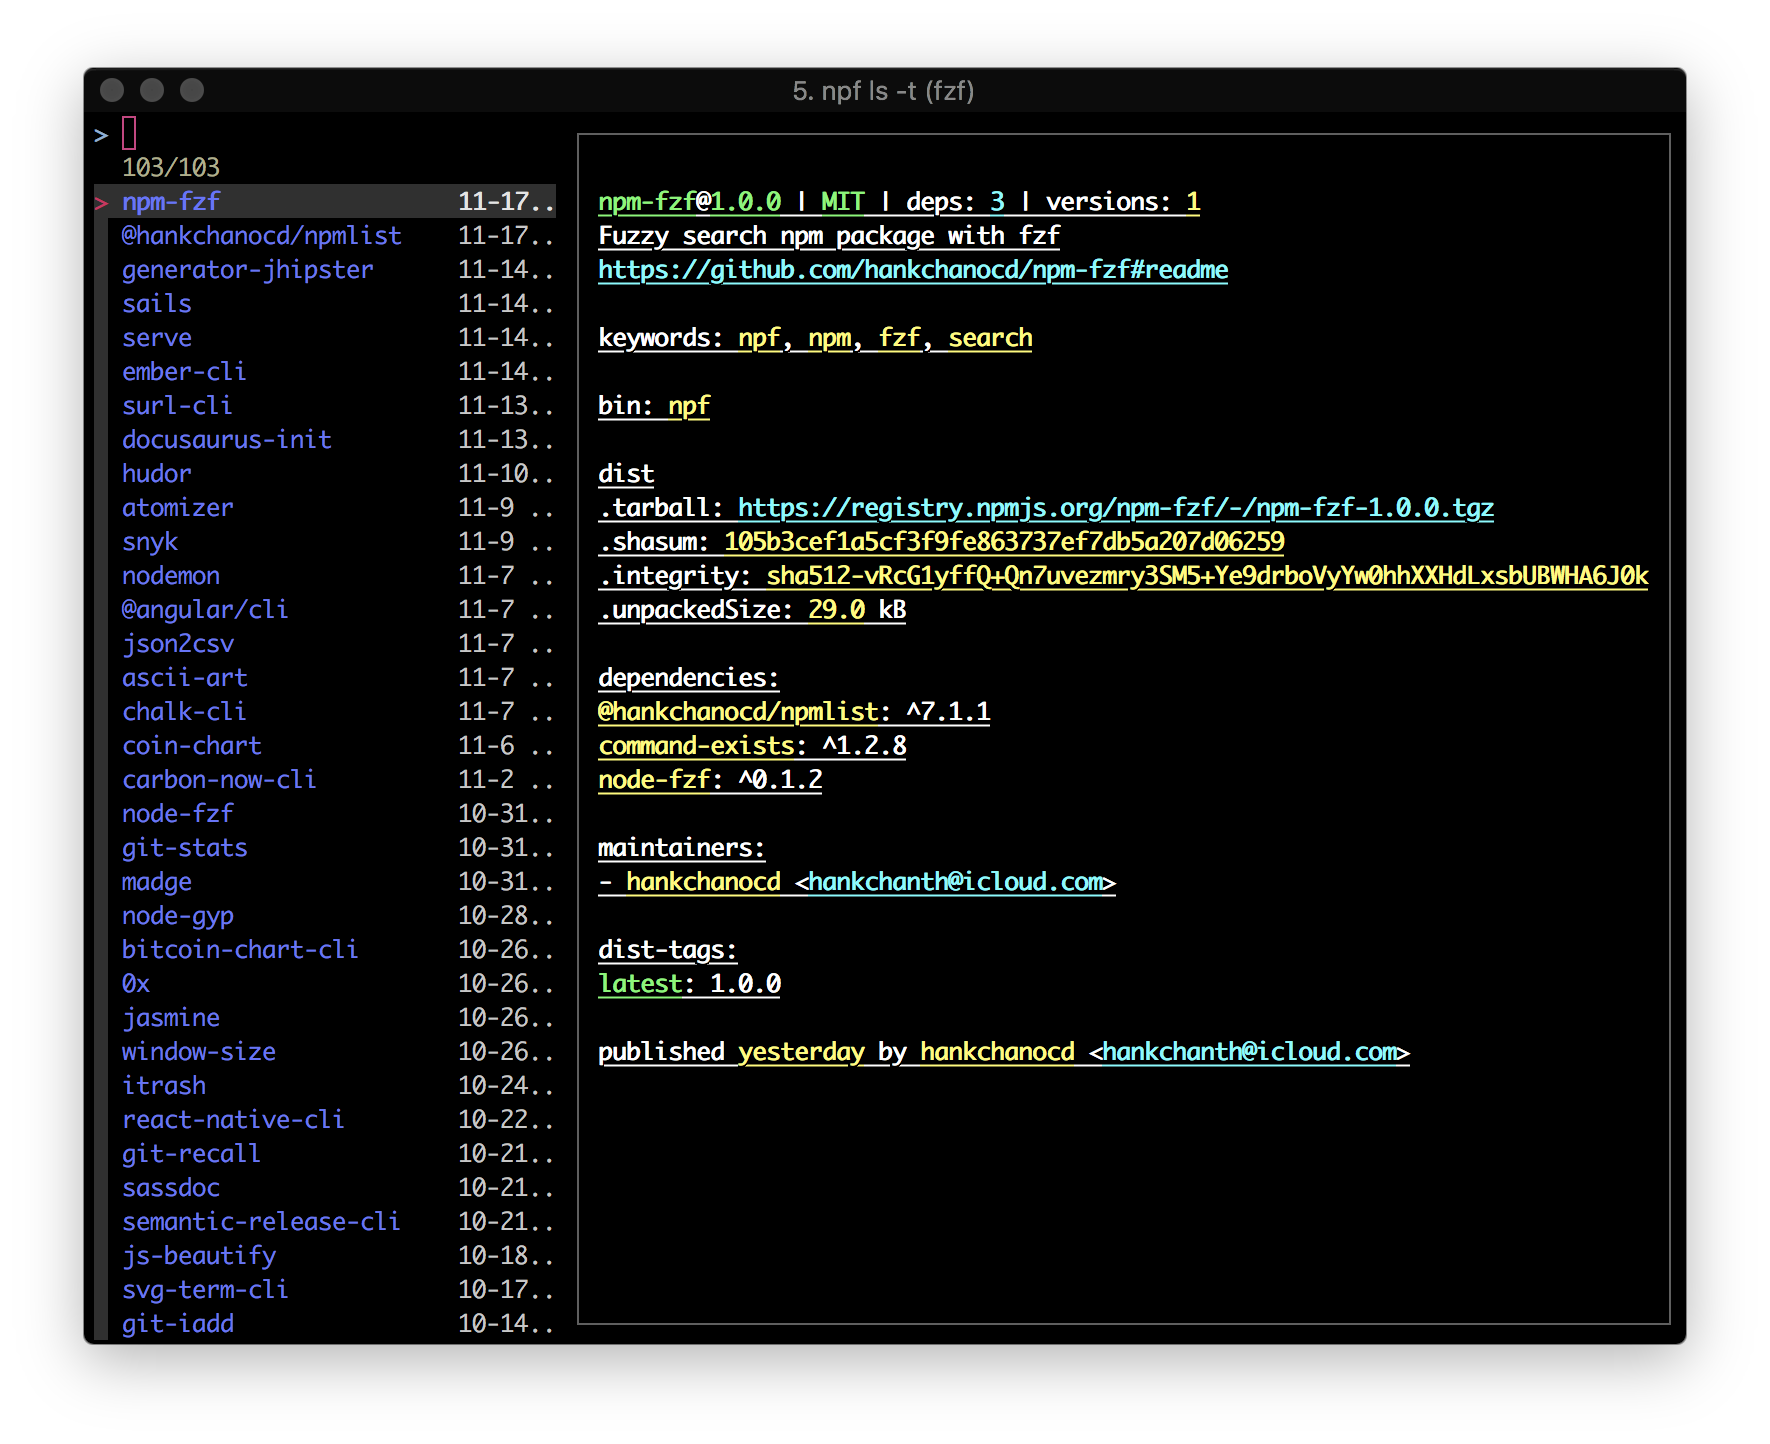 5. npf ls -t (fzf)
>
103/103
> npm-fzf 11-17..
@hankchanocd/npmlist 11-17..
generator-jhipster 11-14..
sails 11-14..
serve 11-14..
ember-cli 11-14..
surl-cli 11-13..
docusaurus-init 11-13..
hudor 11-10..
atomizer 11-9 ..
snyk 11-9 ..
nodemon 11-7 ..
@angular/cli 11-7 ..
json2csv 11-7 ..
ascii-art 11-7 ..
chalk-cli 11-7 ..
coin-chart 11-6 ..
carbon-now-cli 11-2 ..
node-fzf 10-31..
git-stats 10-31..
madge 10-31..
node-gyp 10-28..
bitcoin-chart-cli 10-26..
0x 10-26..
jasmine 10-26..
window-size 10-26..
itrash 10-24..
react-native-cli 10-22..
git-recall 10-21..
sassdoc 10-21..
semantic-release-cli 10-21..
js-beautify 10-18..
svg-term-cli 10-17..
git-iadd 10-14..
npm-fzf@1.0.0 | MIT | deps: 3 | versions: 1
Fuzzy search npm package with fzf
https://github.com/hankchanocd/npm-fzf#readme
keywords: npf, npm, fzf, search
bin: npf
dist
.tarball: https://registry.npmjs.org/npm-fzf/-/npm-fzf-1.0.0.tgz
.shasum: 105b3cef1a5cf3f9fe863737ef7db5a207d06259
.integrity: sha512-vRcG1yffQ+Qn7uvezmry3SM5+Ye9drboVyYw0hhXXHdLxsbUBWHA6J0k
.unpackedSize: 29.0 kB
dependencies:
@hankchanocd/npmlist: ^7.1.1
command-exists: ^1.2.8
node-fzf: ^0.1.2
maintainers:
- hankchanocd <hankchanth@icloud.com>
dist-tags:
latest: 1.0.0
published yesterday by hankchanocd <hankchanth@icloud.com>